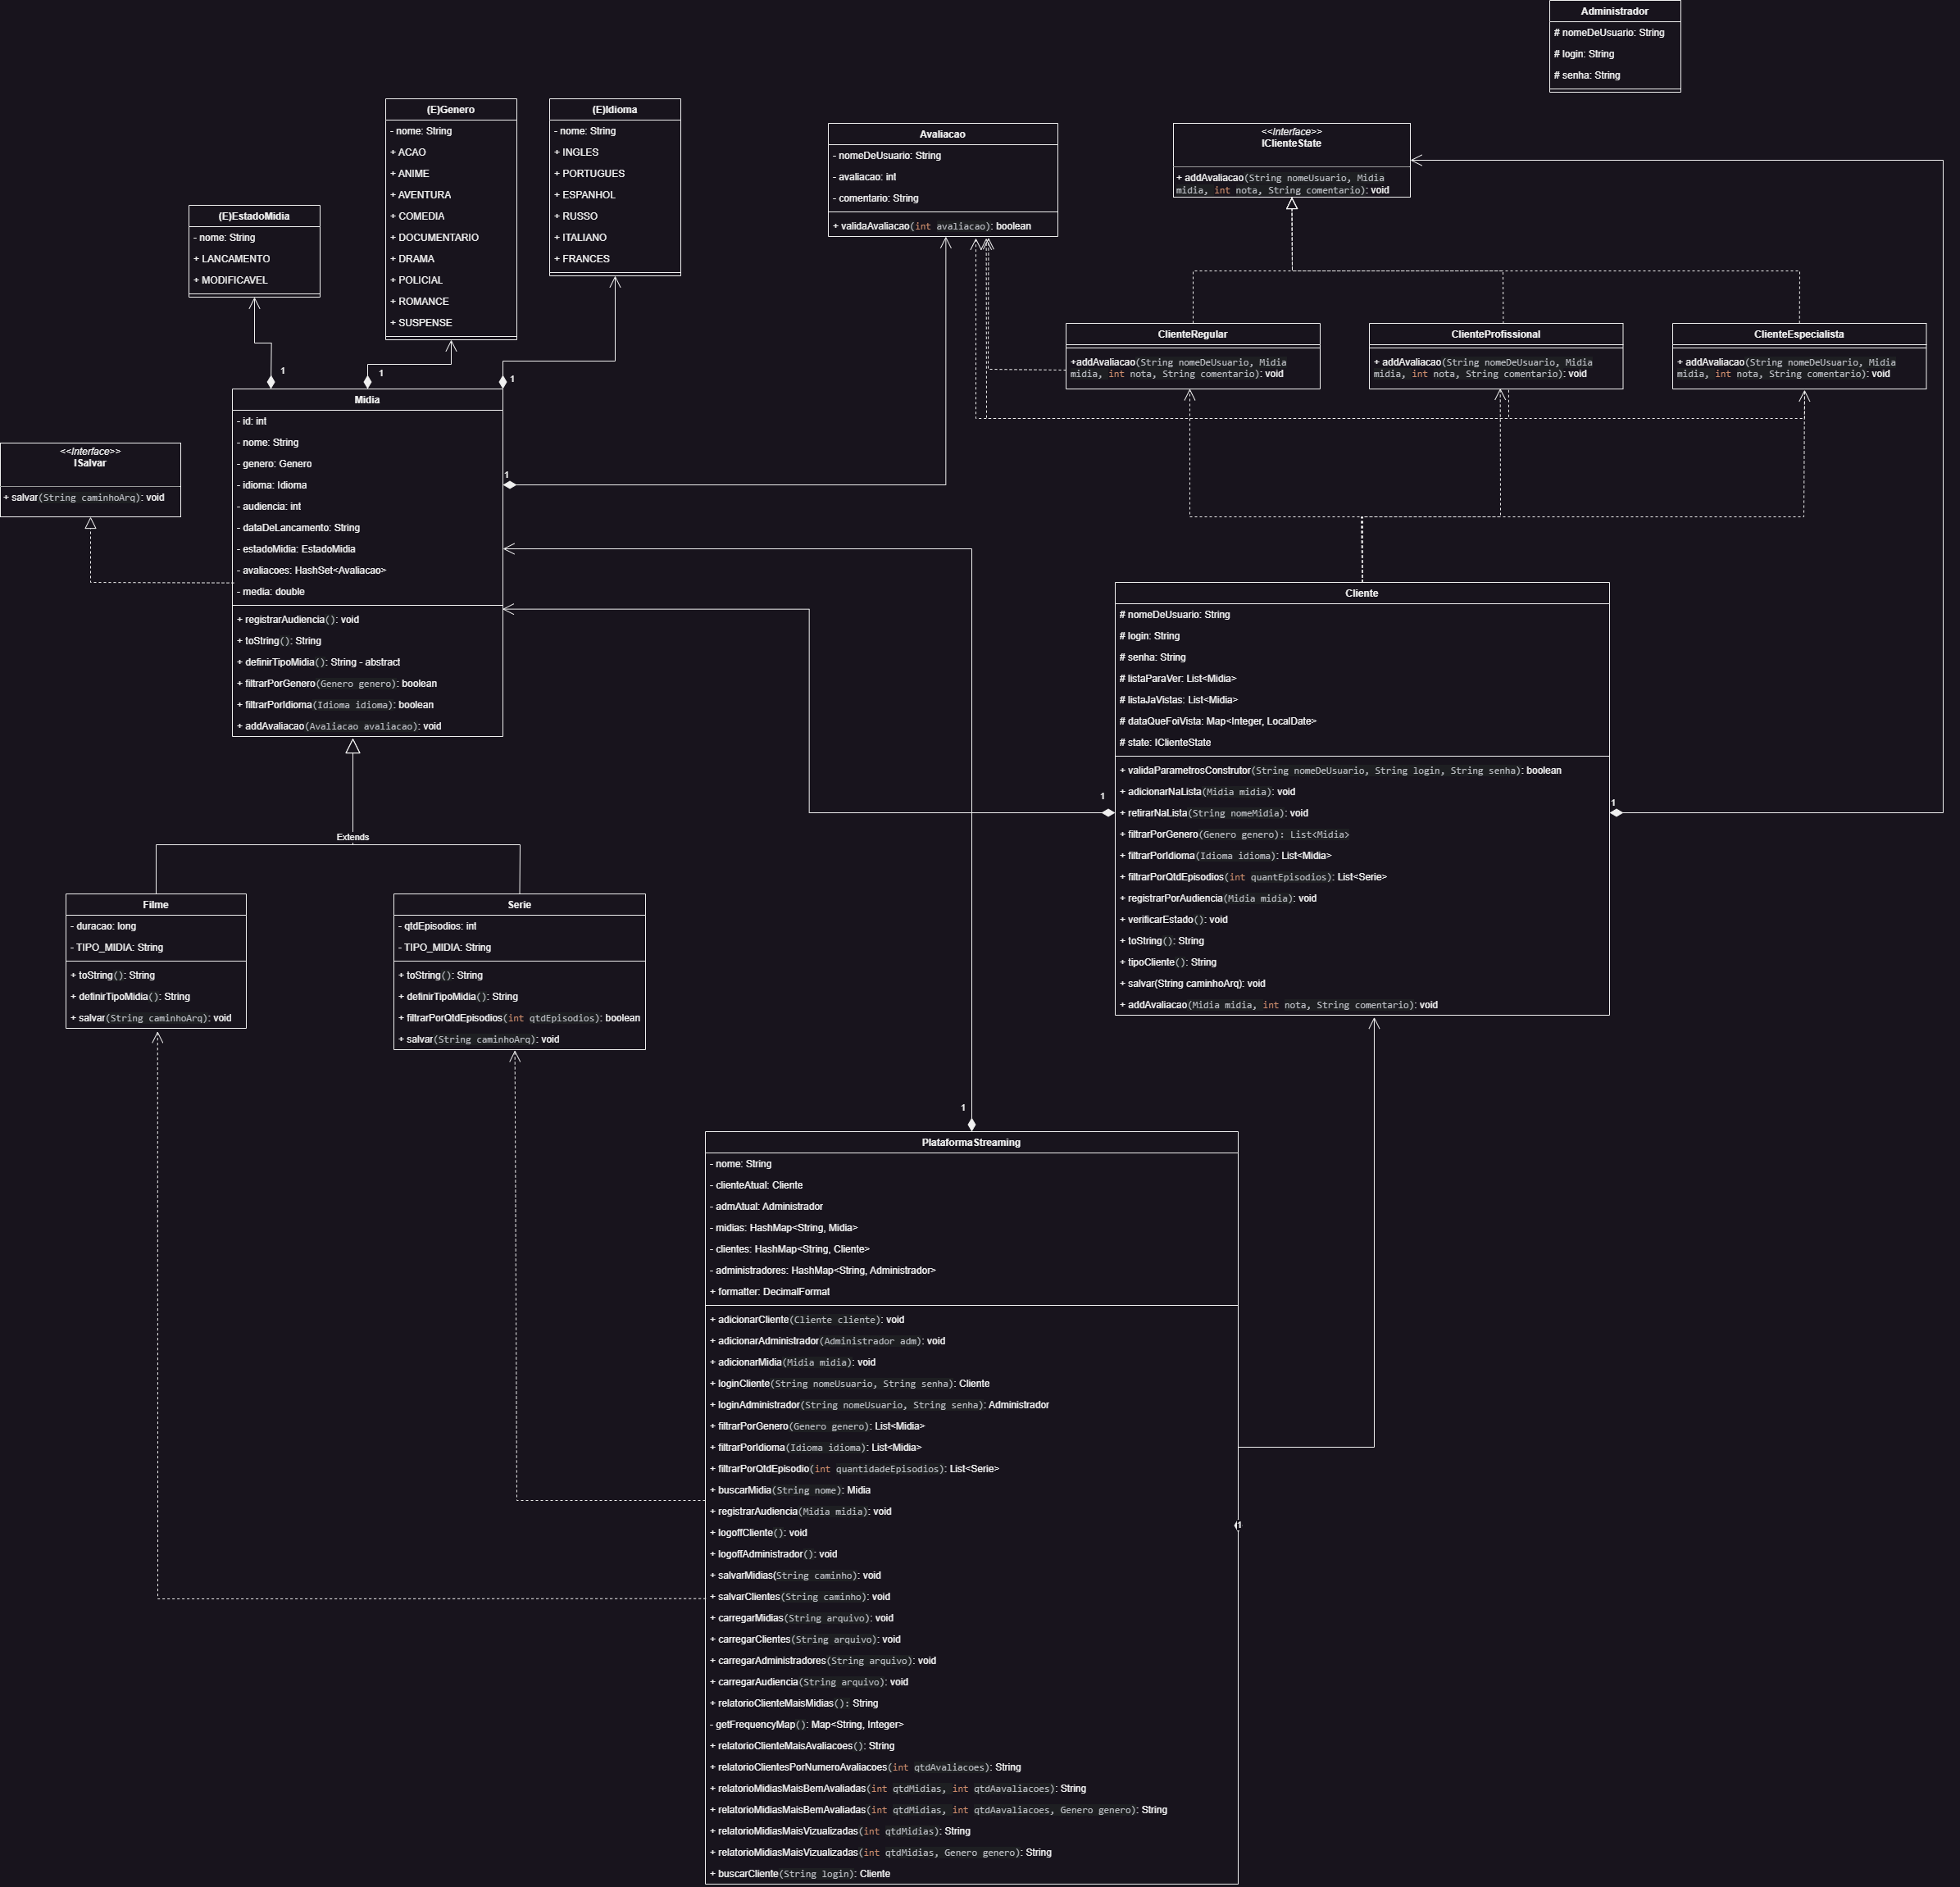 Administrador
# nomeDeUsuario: String
# login: String
# senha: String
(E)Genero
- nome: String
+ ACAO
+ ANIME
+ AVENTURA
+ COMEDIA
+ DOCUMENTARIO
+ DRAMA
+ POLICIAL
+ ROMANCE
+ SUSPENSE
(E)Idioma
- nome: String
+ INGLES
+ PORTUGUES
+ ESPANHOL
+ RUSSO
+ ITALIANO
+ FRANCES
Avaliacao
- nomeDeUsuario: String
- avaliacao: int
- comentario: String
+ validaAvaliacao(int avaliacao): boolean
<<Interface>>
IClienteState
+ addAvaliacao(String nomeUsuario, Midia
midia, int nota, String comentario): void
(E)EstadoMidia
- nome: String
+ LANCAMENTO
+ MODIFICAVEL
ClienteRegular
+addAvaliacao(String nomeDeUsuario, Midia
midia, int nota, String comentario): void
ClienteProfissional
+ addAvaliacao(String nomeDeUsuario, Midia
midia, int nota, String comentario): void
ClienteEspecialista
+ addAvaliacao(String nomeDeUsuario, Midia
midia, int nota, String comentario): void
1
1
1
Midia
- id: int
- nome: String
- genero: Genero
- idioma: Idioma
- audiencia: int
- dataDeLancamento: String
- estadoMidia: EstadoMidia
- avaliacoes: HashSet<Avaliacao>
- media: double
+ registrarAudiencia(): void
+ toString(): String
+ definirTipoMidia(): String - abstract
+ filtrarPorGenero(Genero genero): boolean
+ filtrarPorIdioma(Idioma idioma): boolean
+ addAvaliacao(Avaliacao avaliacao): void
1
<<Interface>>
ISalvar
+ salvar(String caminhoArq): void
Cliente
# nomeDeUsuario: String
# login: String
# senha: String
# listaParaVer: List<Midia>
# listaJaVistas: List<Midia>
# dataQueFoiVista: Map<Integer, LocalDate>
# state: IClienteState
+ validaParametrosConstrutor(String nomeDeUsuario, String login, String senha): boolean
+ adicionarNaLista(Midia midia): void
+ retirarNaLista(String nomeMidia): void
+ filtrarPorGenero(Genero genero): List<Midia>
+ filtrarPorIdioma(Idioma idioma): List<Midia>
+ filtrarPorQtdEpisodios(int quantEpisodios): List<Serie>
+ registrarPorAudiencia(Midia midia): void
+ verificarEstado(): void
+ toString(): String
+ tipoCliente(): String
+ salvar(String caminhoArq): void
+ addAvaliacao(Midia midia, int nota, String comentario): void
1
1
Extends
Filme
- duracao: long
- TIPO_MIDIA: String
+ toString(): String
+ definirTipoMidia(): String
+ salvar(String caminhoArq): void
Serie
- qtdEpisodios: int
- TIPO_MIDIA: String
+ toString(): String
+ definirTipoMidia(): String
+ filtrarPorQtdEpisodios(int qtdEpisodios): boolean
+ salvar(String caminhoArq): void
1
PlataformaStreaming
- nome: String
- clienteAtual: Cliente
- admAtual: Administrador
- midias: HashMap<String, Midia>
- clientes: HashMap<String, Cliente>
- administradores: HashMap<String, Administrador>
+ formatter: DecimalFormat
+ adicionarCliente(Cliente cliente): void
+ adicionarAdministrador(Administrador adm): void
+ adicionarMidia(Midia midia): void
+ loginCliente(String nomeUsuario, String senha): Cliente
+ loginAdministrador(String nomeUsuario, String senha): Administrador
+ filtrarPorGenero(Genero genero): List<Midia>
+ filtrarPorIdioma(Idioma idioma): List<Midia>
+ filtrarPorQtdEpisodio(int quantidadeEpisodios): List<Serie>
+ buscarMidia(String nome): Midia
+ registrarAudiencia(Midia midia): void
+ logoffCliente(): void
+ logoffAdministrador(): void
+ salvarMidias(String caminho): void
+ salvarClientes(String caminho): void
+ carregarMidias(String arquivo): void
+ carregarClientes(String arquivo): void
+ carregarAdministradores(String arquivo): void
+ carregarAudiencia(String arquivo): void
+ relatorioClienteMaisMidias(): String
- getFrequencyMap(): Map<String, Integer>
+ relatorioClienteMaisAvaliacoes(): String
+ relatorioClientesPorNumeroAvaliacoes(int qtdAvaliacoes): String
+ relatorioMidiasMaisBemAvaliadas(int qtdMidias, int qtdAavaliacoes): String
+ relatorioMidiasMaisBemAvaliadas(int qtdMidias, int qtdAavaliacoes, Genero genero): String
+ relatorioMidiasMaisVizualizadas(int qtdMidias): String
+ relatorioMidiasMaisVizualizadas(int qtdMidias, Genero genero): String
+ buscarCliente(String login): Cliente
1